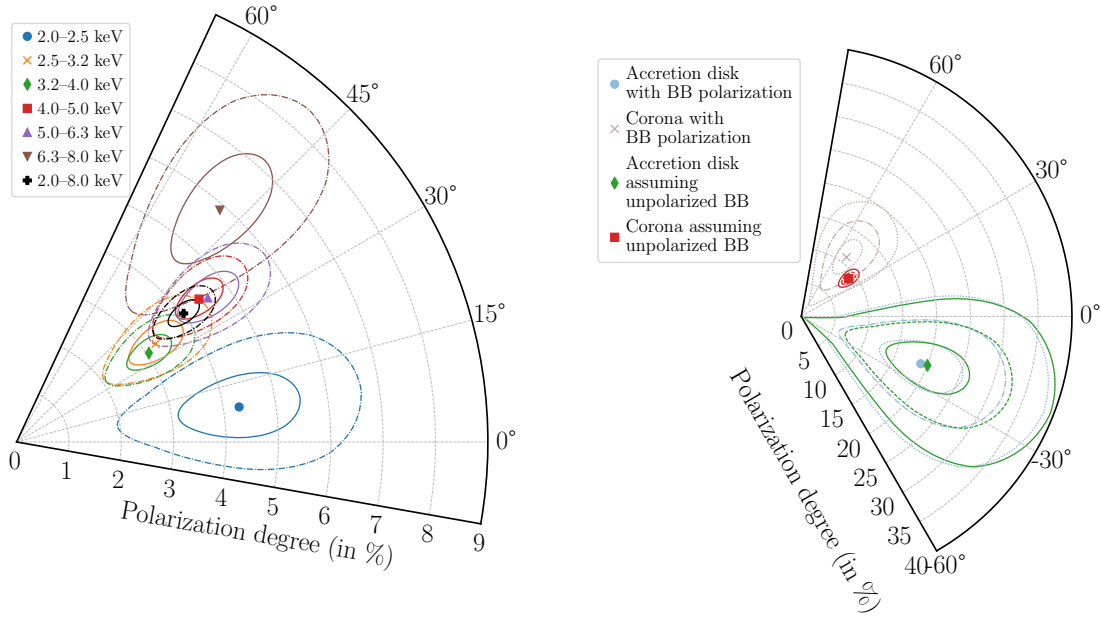 2.0–2.5 keV
2.5–3.2 keV
3.2–4.0 keV
4.0–5.0 keV
5.0–6.3 keV
6.3–8.0 keV
2.0–8.0 keV
60°
45°
30°
15°
0°
0
1
2
3
4
5
6
7
8
9
Polarization degree (in %)
Accretion disk
with BB polarization
Corona with
BB polarization
Accretion disk
assuming
unpolarized BB
Corona assuming
unpolarized BB
60°
30°
0°
-30°
-60°
0
5
10
15
20
25
30
35
40
Polarization degree (in %)